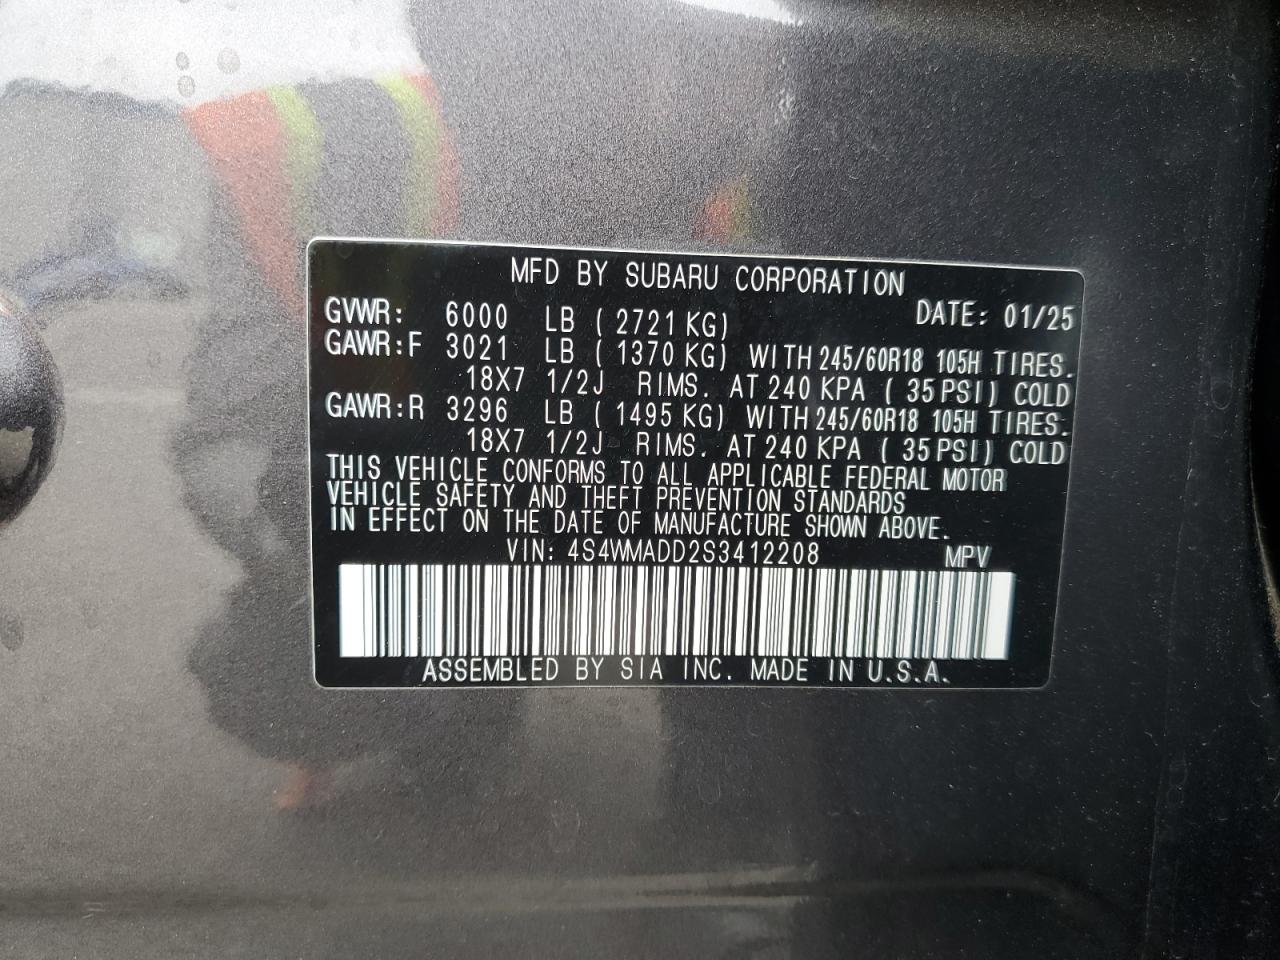 MFD BY SUBARU CORPORATION
GVWR: 6000 LB ( 2721 KG) DATE: 01/25
GAWR:F 3021 LB ( 1370 KG) WITH 245/60R18 105H TIRES.
18X7 1/2J RIMS. AT 240 KPA ( 35 PSI) COLD
GAWR:R 3296 LB ( 1495 KG) WITH 245/60R18 105H TIRES.
18X7 1/2J RIMS. AT 240 KPA ( 35 PSI) COLD
THIS VEHICLE CONFORMS TO ALL APPLICABLE FEDERAL MOTOR
VEHICLE SAFETY AND THEFT PREVENTION STANDARDS
IN EFFECT ON THE DATE OF MANUFACTURE SHOWN ABOVE.
VIN: 4S4WMADD2S3412208 MPV
ASSEMBLED BY SIA INC. MADE IN U.S.A.